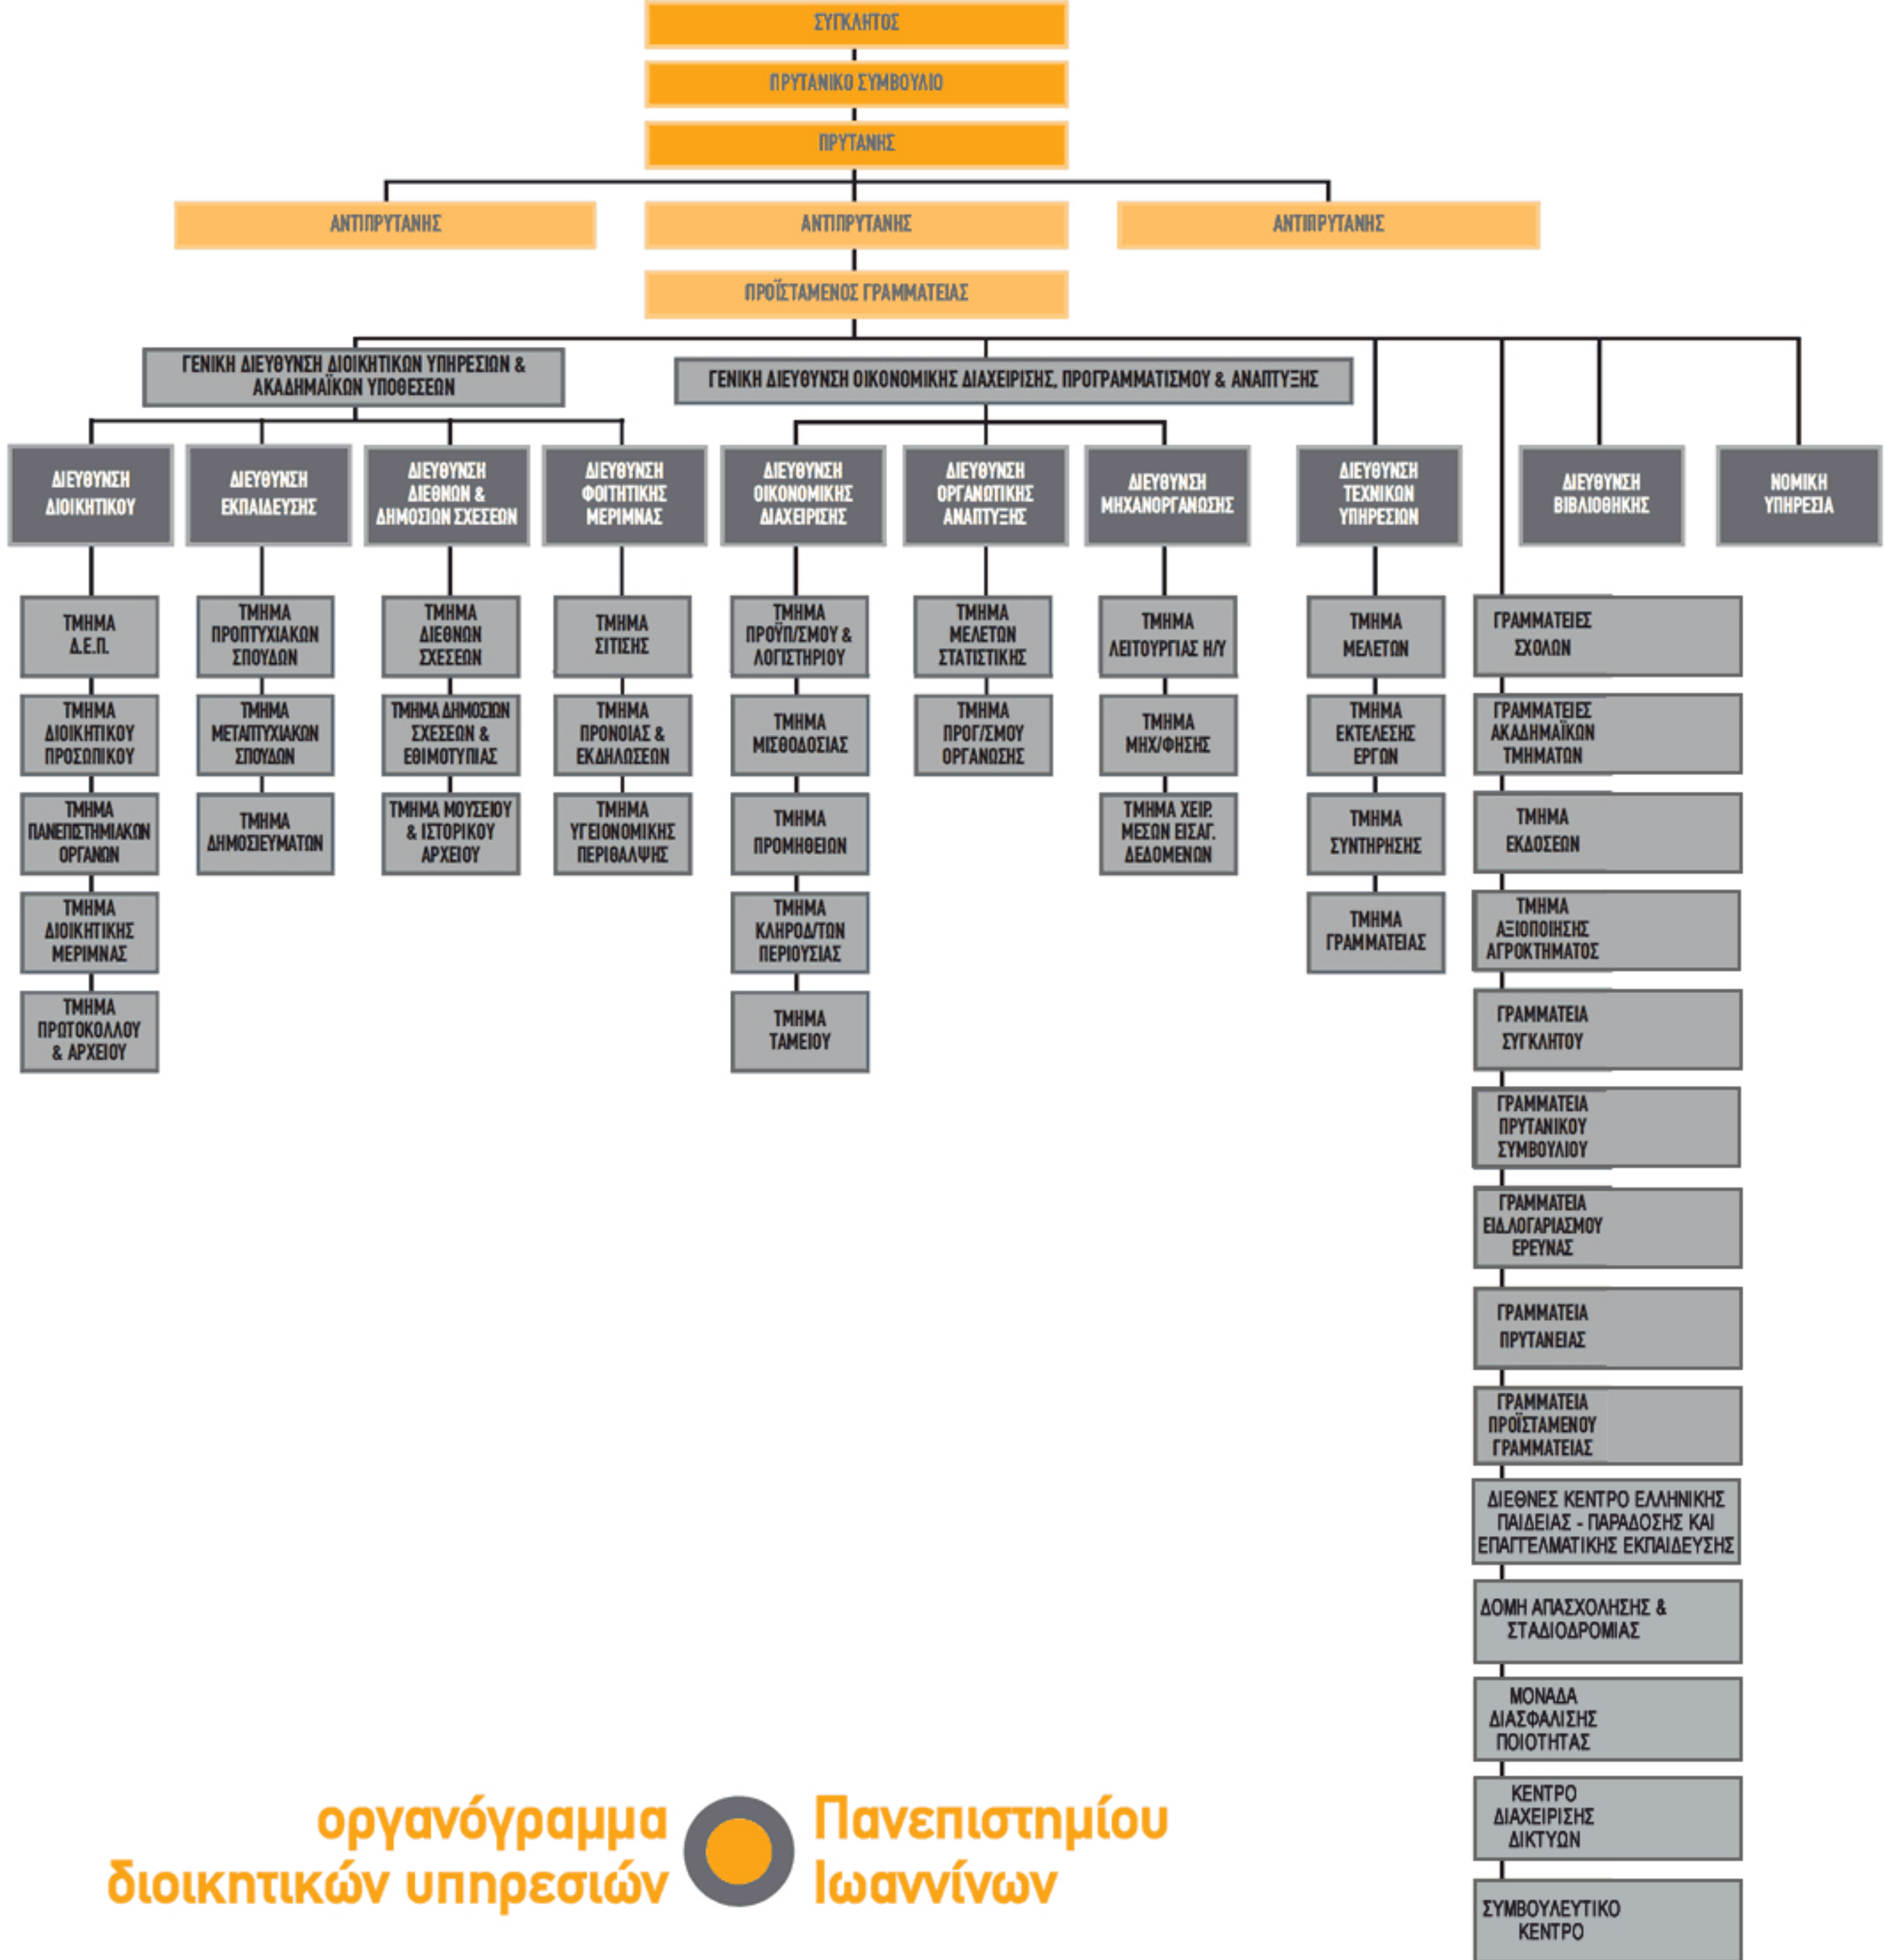 ΣΥΓΚΛΗΤΟΣ
ΠΡΥΤΑΝΙΚΟ ΣΥΜΒΟΥΛΙΟ
ΠΡΥΤΑΝΗΣ
ΑΝΤΙΠΡΥΤΑΝΗΣ
ΑΝΤΙΠΡΥΤΑΝΗΣ
ΑΝΤΙΠΡΥΤΑΝΗΣ
ΠΡΟΪΣΤΑΜΕΝΟΣ ΓΡΑΜΜΑΤΕΙΑΣ
ΓΕΝΙΚΗ ΔΙΕΥΘΥΝΣΗ ΔΙΟΙΚΗΤΙΚΩΝ ΥΠΗΡΕΣΙΩΝ &
ΑΚΑΔΗΜΑΪΚΩΝ ΥΠΟΘΕΣΕΩΝ
ΓΕΝΙΚΗ ΔΙΕΥΘΥΝΣΗ ΟΙΚΟΝΟΜΙΚΗΣ ΔΙΑΧΕΙΡΙΣΗΣ, ΠΡΟΓΡΑΜΜΑΤΙΣΜΟΥ & ΑΝΑΠΤΥΞΗΣ
ΔΙΕΥΘΥΝΣΗ
ΔΙΟΙΚΗΤΙΚΟΥ
ΔΙΕΥΘΥΝΣΗ
ΕΚΠΑΙΔΕΥΣΗΣ
ΔΙΕΥΘΥΝΣΗ
ΔΙΕΘΝΩΝ &
ΔΗΜΟΣΙΩΝ ΣΧΕΣΕΩΝ
ΔΙΕΥΘΥΝΣΗ
ΦΟΙΤΗΤΙΚΗΣ
ΜΕΡΙΜΝΑΣ
ΔΙΕΥΘΥΝΣΗ
ΟΙΚΟΝΟΜΙΚΗΣ
ΔΙΑΧΕΙΡΙΣΗΣ
ΔΙΕΥΘΥΝΣΗ
ΟΡΓΑΝΩΤΙΚΗΣ
ΑΝΑΠΤΥΞΗΣ
ΔΙΕΥΘΥΝΣΗ
ΜΗΧΑΝΟΡΓΑΝΩΣΗΣ
ΔΙΕΥΘΥΝΣΗ
ΤΕΧΝΙΚΩΝ
ΥΠΗΡΕΣΙΩΝ
ΔΙΕΥΘΥΝΣΗ
ΒΙΒΛΙΟΘΗΚΗΣ
ΝΟΜΙΚΗ
ΥΠΗΡΕΣΙΑ
ΤΜΗΜΑ
Δ.Ε.Π.
ΤΜΗΜΑ
ΔΙΟΙΚΗΤΙΚΟΥ
ΠΡΟΣΩΠΙΚΟΥ
ΤΜΗΜΑ
ΠΑΝΕΠΙΣΤΗΜΙΑΚΩΝ
ΟΡΓΑΝΩΝ
ΤΜΗΜΑ
ΔΙΟΙΚΗΤΙΚΗΣ
ΜΕΡΙΜΝΑΣ
ΤΜΗΜΑ
ΠΡΩΤΟΚΟΛΛΟΥ
& ΑΡΧΕΙΟΥ
ΤΜΗΜΑ
ΠΡΟΠΤΥΧΙΑΚΩΝ
ΣΠΟΥΔΩΝ
ΤΜΗΜΑ
ΜΕΤΑΠΤΥΧΙΑΚΩΝ
ΣΠΟΥΔΩΝ
ΤΜΗΜΑ
ΔΗΜΟΣΙΕΥΜΑΤΩΝ
ΤΜΗΜΑ
ΔΙΕΘΝΩΝ
ΣΧΕΣΕΩΝ
ΤΜΗΜΑ ΔΗΜΟΣΙΩΝ
ΣΧΕΣΕΩΝ &
ΕΘΙΜΟΤΥΠΙΑΣ
ΤΜΗΜΑ ΜΟΥΣΕΙΟΥ
& ΙΣΤΟΡΙΚΟΥ
ΑΡΧΕΙΟΥ
ΤΜΗΜΑ
ΣΙΤΙΣΗΣ
ΤΜΗΜΑ
ΠΡΟΝΟΙΑΣ &
ΕΚΔΗΛΩΣΕΩΝ
ΤΜΗΜΑ
ΥΓΕΙΟΝΟΜΙΚΗΣ
ΠΕΡΙΘΑΛΨΗΣ
ΤΜΗΜΑ
ΠΡΟΫΠ/ΣΜΟΥ &
ΛΟΓΙΣΤΗΡΙΟΥ
ΤΜΗΜΑ
ΜΙΣΘΟΔΟΣΙΑΣ
ΤΜΗΜΑ
ΠΡΟΜΗΘΕΙΩΝ
ΤΜΗΜΑ
ΚΛΗΡΟΔ/ΤΩΝ
ΠΕΡΙΟΥΣΙΑΣ
ΤΜΗΜΑ
ΤΑΜΕΙΟΥ
ΤΜΗΜΑ
ΜΕΛΕΤΩΝ
ΣΤΑΤΙΣΤΙΚΗΣ
ΤΜΗΜΑ
ΠΡΟΓ/ΣΜΟΥ
ΟΡΓΑΝΩΣΗΣ
ΤΜΗΜΑ
ΛΕΙΤΟΥΡΓΙΑΣ Η/Υ
ΤΜΗΜΑ
ΜΗΧ/ΦΗΣΗΣ
ΤΜΗΜΑ ΧΕΙΡ.
ΜΕΣΩΝ ΕΙΣΑΓ.
ΔΕΔΟΜΕΝΩΝ
ΤΜΗΜΑ
ΜΕΛΕΤΩΝ
ΤΜΗΜΑ
ΕΚΤΕΛΕΣΗΣ
ΕΡΓΩΝ
ΤΜΗΜΑ
ΣΥΝΤΗΡΗΣΗΣ
ΤΜΗΜΑ
ΓΡΑΜΜΑΤΕΙΑΣ
ΓΡΑΜΜΑΤΕΙΕΣ
ΣΧΟΛΩΝ
ΓΡΑΜΜΑΤΕΙΕΣ
ΑΚΑΔΗΜΑΪΚΩΝ
ΤΜΗΜΑΤΩΝ
ΤΜΗΜΑ
ΕΚΔΟΣΕΩΝ
ΤΜΗΜΑ
ΑΞΙΟΠΟΙΗΣΗΣ
ΑΓΡΟΚΤΗΜΑΤΟΣ
ΓΡΑΜΜΑΤΕΙΑ
ΣΥΓΚΛΗΤΟΥ
ΓΡΑΜΜΑΤΕΙΑ
ΠΡΥΤΑΝΙΚΟΥ
ΣΥΜΒΟΥΛΙΟΥ
ΓΡΑΜΜΑΤΕΙΑ
ΕΙΔ.ΛΟΓΑΡΙΑΣΜΟΥ
ΕΡΕΥΝΑΣ
ΓΡΑΜΜΑΤΕΙΑ
ΠΡΥΤΑΝΕΙΑΣ
ΓΡΑΜΜΑΤΕΙΑ
ΠΡΟΪΣΤΑΜΕΝΟΥ
ΓΡΑΜΜΑΤΕΙΑΣ
ΔΙΕΘΝΕΣ ΚΕΝΤΡΟ ΕΛΛΗΝΙΚΗΣ
ΠΑΙΔΕΙΑΣ - ΠΑΡΑΔΟΣΗΣ ΚΑΙ
ΕΠΑΓΓΕΛΜΑΤΙΚΗΣ ΕΚΠΑΙΔΕΥΣΗΣ
ΔΟΜΗ ΑΠΑΣΧΟΛΗΣΗΣ &
ΣΤΑΔΙΟΔΡΟΜΙΑΣ
ΜΟΝΑΔΑ
ΔΙΑΣΦΑΛΙΣΗΣ
ΠΟΙΟΤΗΤΑΣ
ΚΕΝΤΡΟ
ΔΙΑΧΕΙΡΙΣΗΣ
ΔΙΚΤΥΩΝ
ΣΥΜΒΟΥΛΕΥΤΙΚΟ
ΚΕΝΤΡΟ
οργανόγραμμα
διοικητικών υπηρεσιών
Πανεπιστημίου
Ιωαννίνων